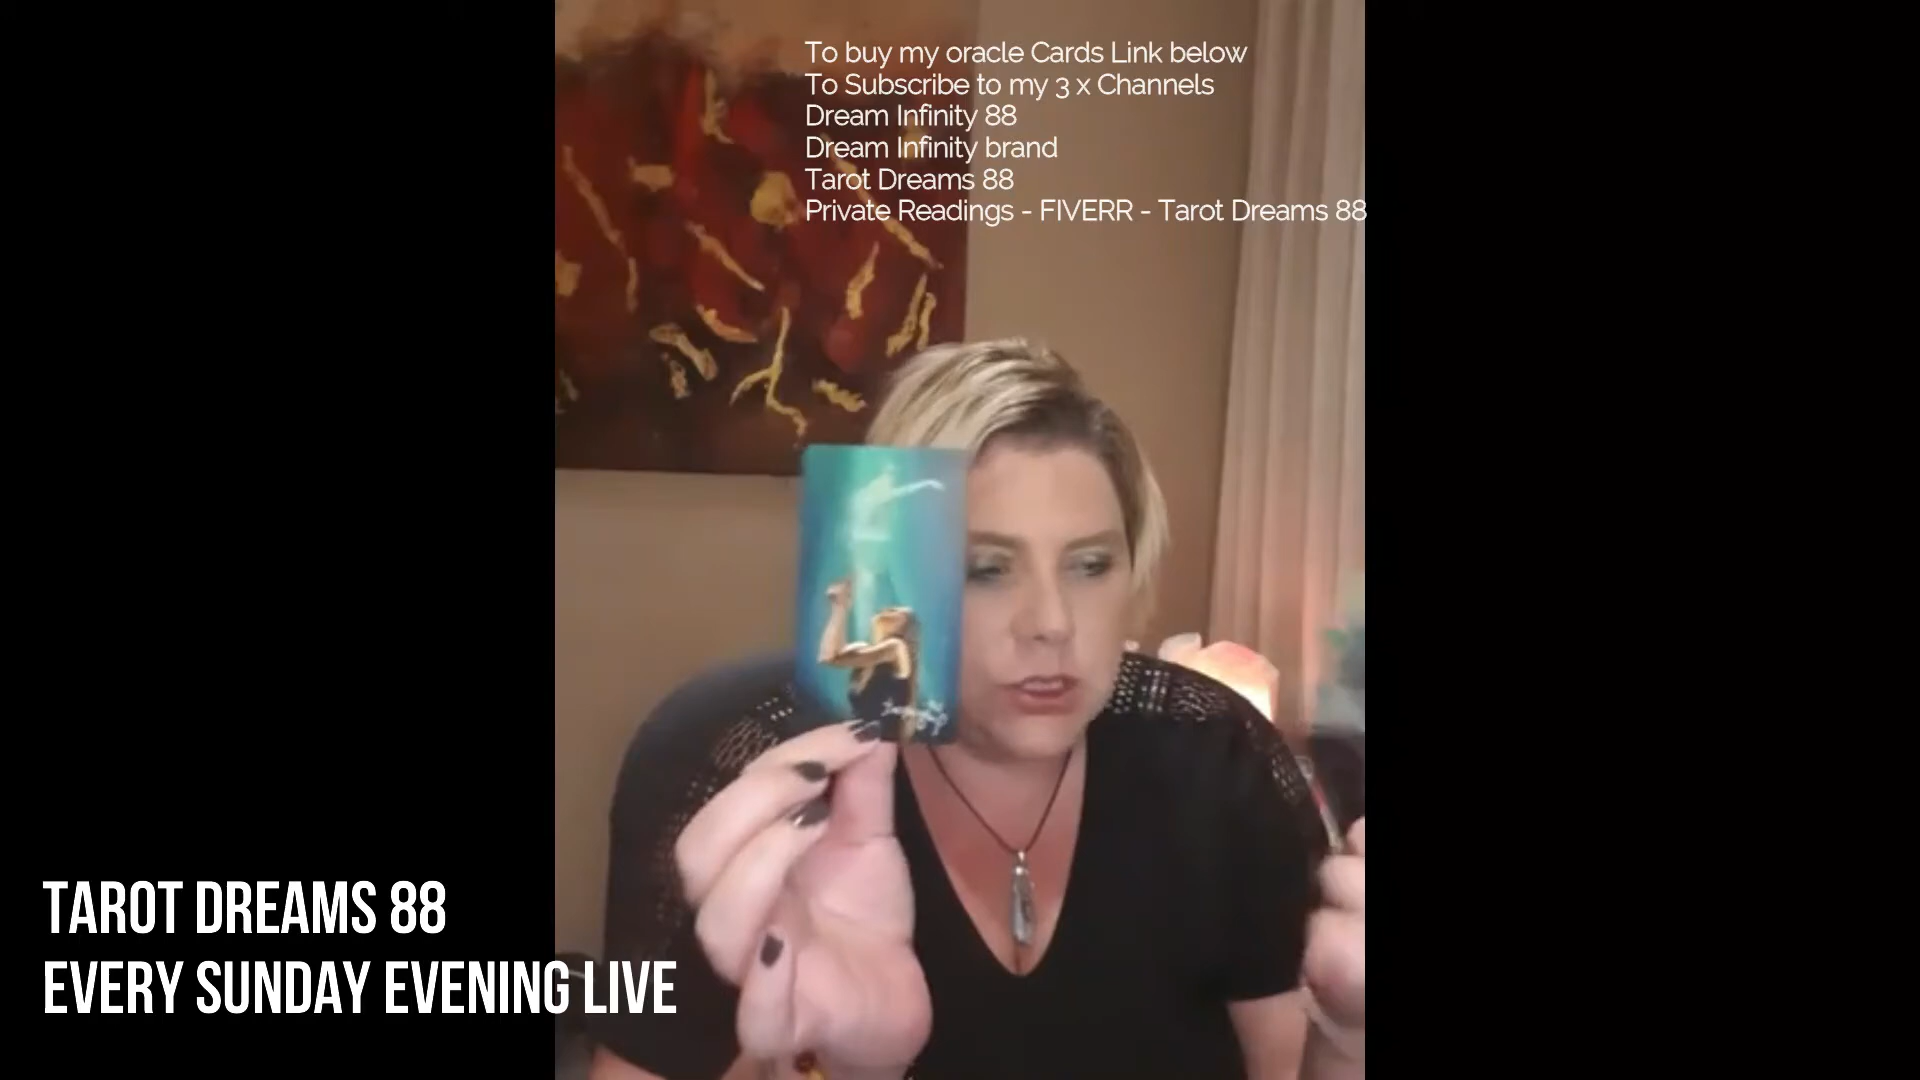 To buy my oracle Cards Link below
To Subscribe to my 3 x Channels
Dream Infinity 88
Dream Infinity brand
Tarot Dreams 88
Private Readings - FIVERR - Tarot Dreams 88
TAROT DREAMS 88
EVERY SUNDAY EVENING LIVE